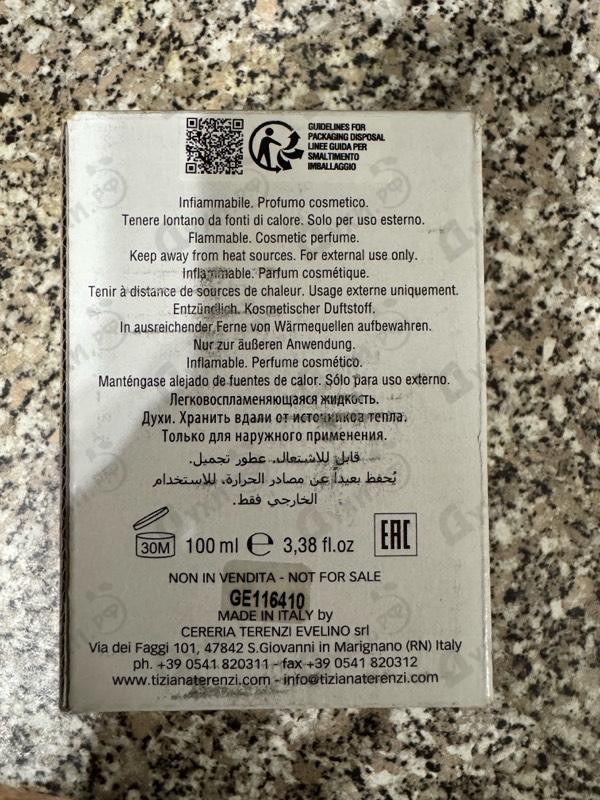 GUIDELINES FOR
PACKAGING DISPOSAL
LINEE GUIDA PER
SMALTIMENTO
IMBALLAGGIO
Infiammabile. Profumo cosmetico.
Tenere lontano da fonti di calore. Solo per uso esterno.
Flammable. Cosmetic perfume.
Keep away from heat sources. For external use only.
Inflammable. Parfum cosmétique.
Tenir à distance de sources de chaleur. Usage externe uniquement.
Entzündlich. Kosmetischer Duftstoff.
In ausreichender Ferne von Wärmequellen aufbewahren.
Nur zur äußeren Anwendung.
Inflamable. Perfume cosmético.
Manténgase alejado de fuentes de calor. Sólo para uso externo.
Легковоспламеняющаяся жидкость.
Духи. Хранить вдали от источников тепла.
Только для наружного применения.
قابل للاشتعال. عطور تجميل.
يُحفظ بعيداً عن مصادر الحرارة. للاستخدام
الخارجي فقط.
30M 100 ml e 3,38 fl.oz EAC
NON IN VENDITA - NOT FOR SALE
GE116410
MADE IN ITALY by
CERERIA TERENZI EVELINO srl
Via dei Faggi 101, 47842 S.Giovanni in Marignano (RN) Italy
ph. +39 0541 820311 - fax +39 0541 820312
www.tizianaterenzi.com - info@tizianaterenzi.com